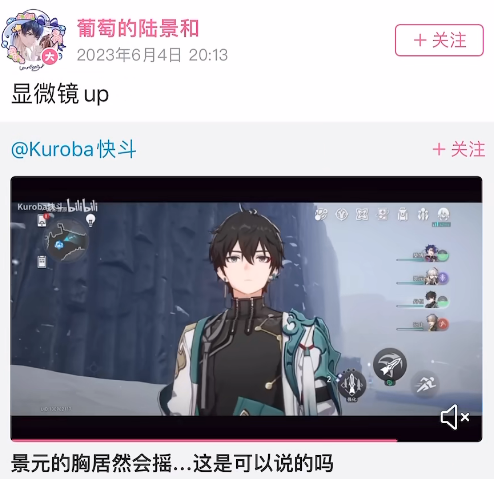 葡萄的陆景和
+ 关注
2023年6月4日 20:13
显微镜up
@Kuroba快斗
+ 关注
Kuroba快斗 bilibili
景元的胸居然会摇...这是可以说的吗